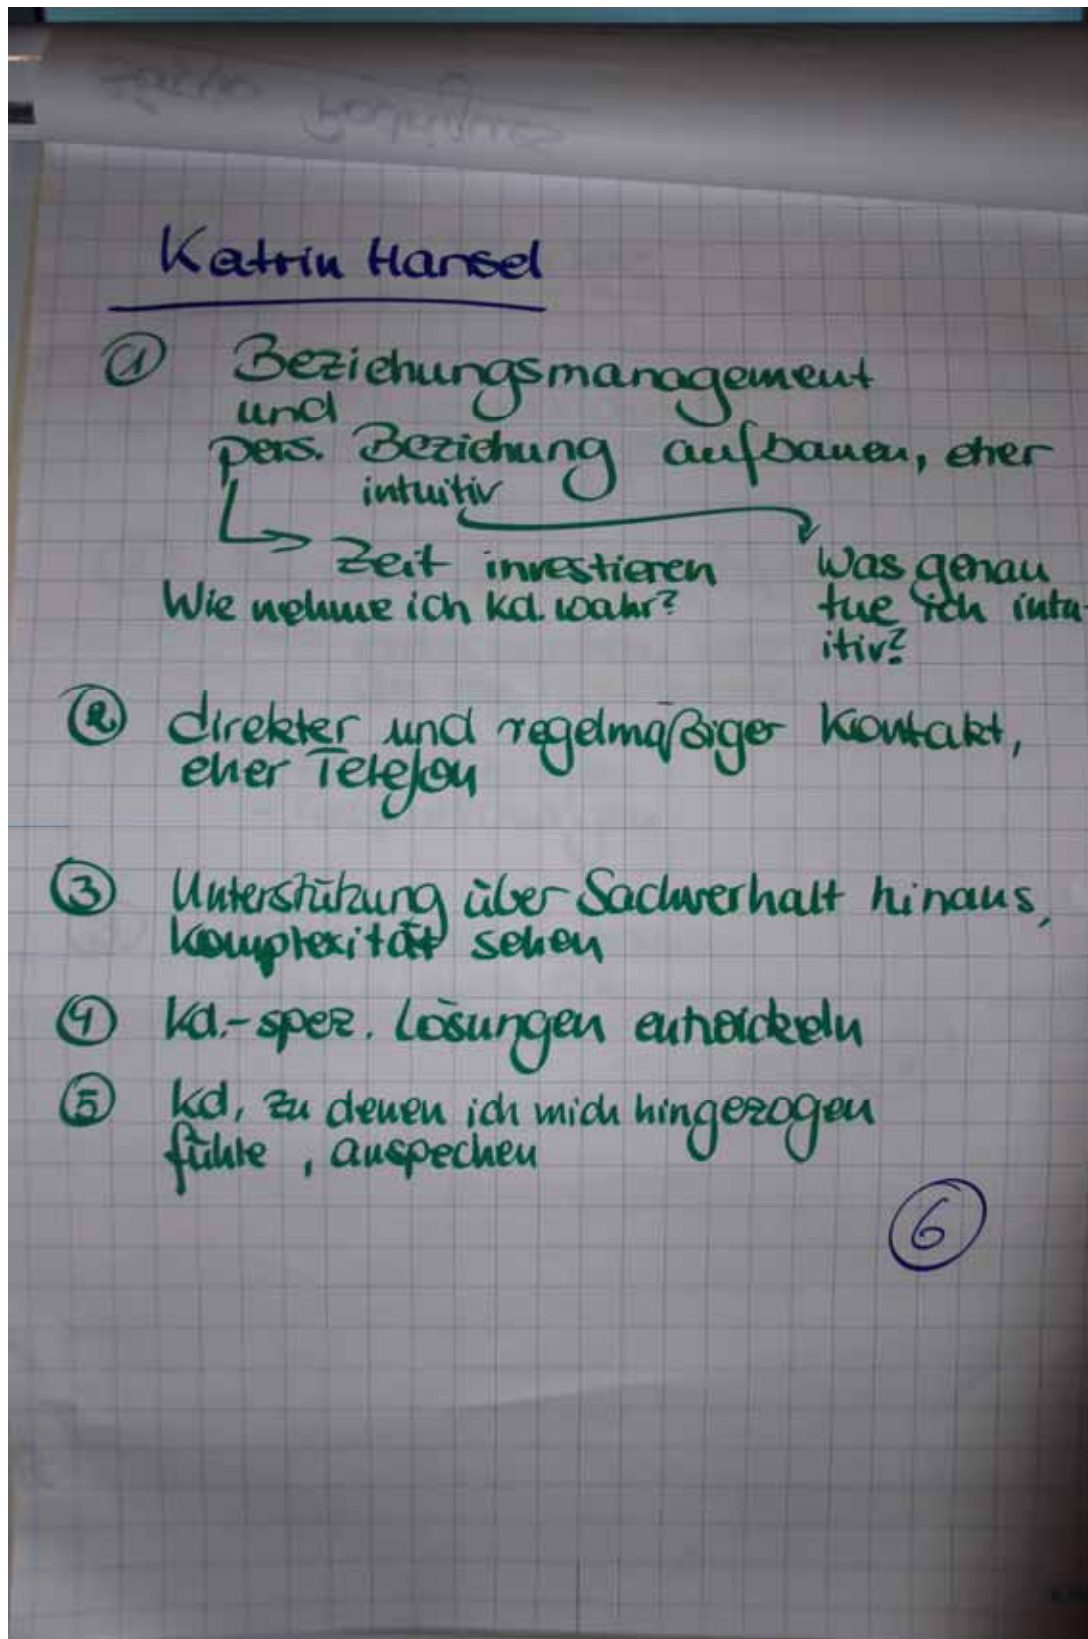 Katrin Hansel
① Beziehungsmanagement
und
pers. Beziehung aufbauen, eher
intuitiv
Zeit investieren
Wie nehme ich Kd. wahr?
Was genau
tue ich intu
itiv?
② direkter und regelmäßiger Kontakt,
eher Telefon
③ Unterstützung über Sachverhalt hinaus,
Komplexität sehen
④ Kd.-spez. Lösungen entwickeln
⑤ Kd, zu denen ich mich hingezogen
fühle, anspechen
⑥